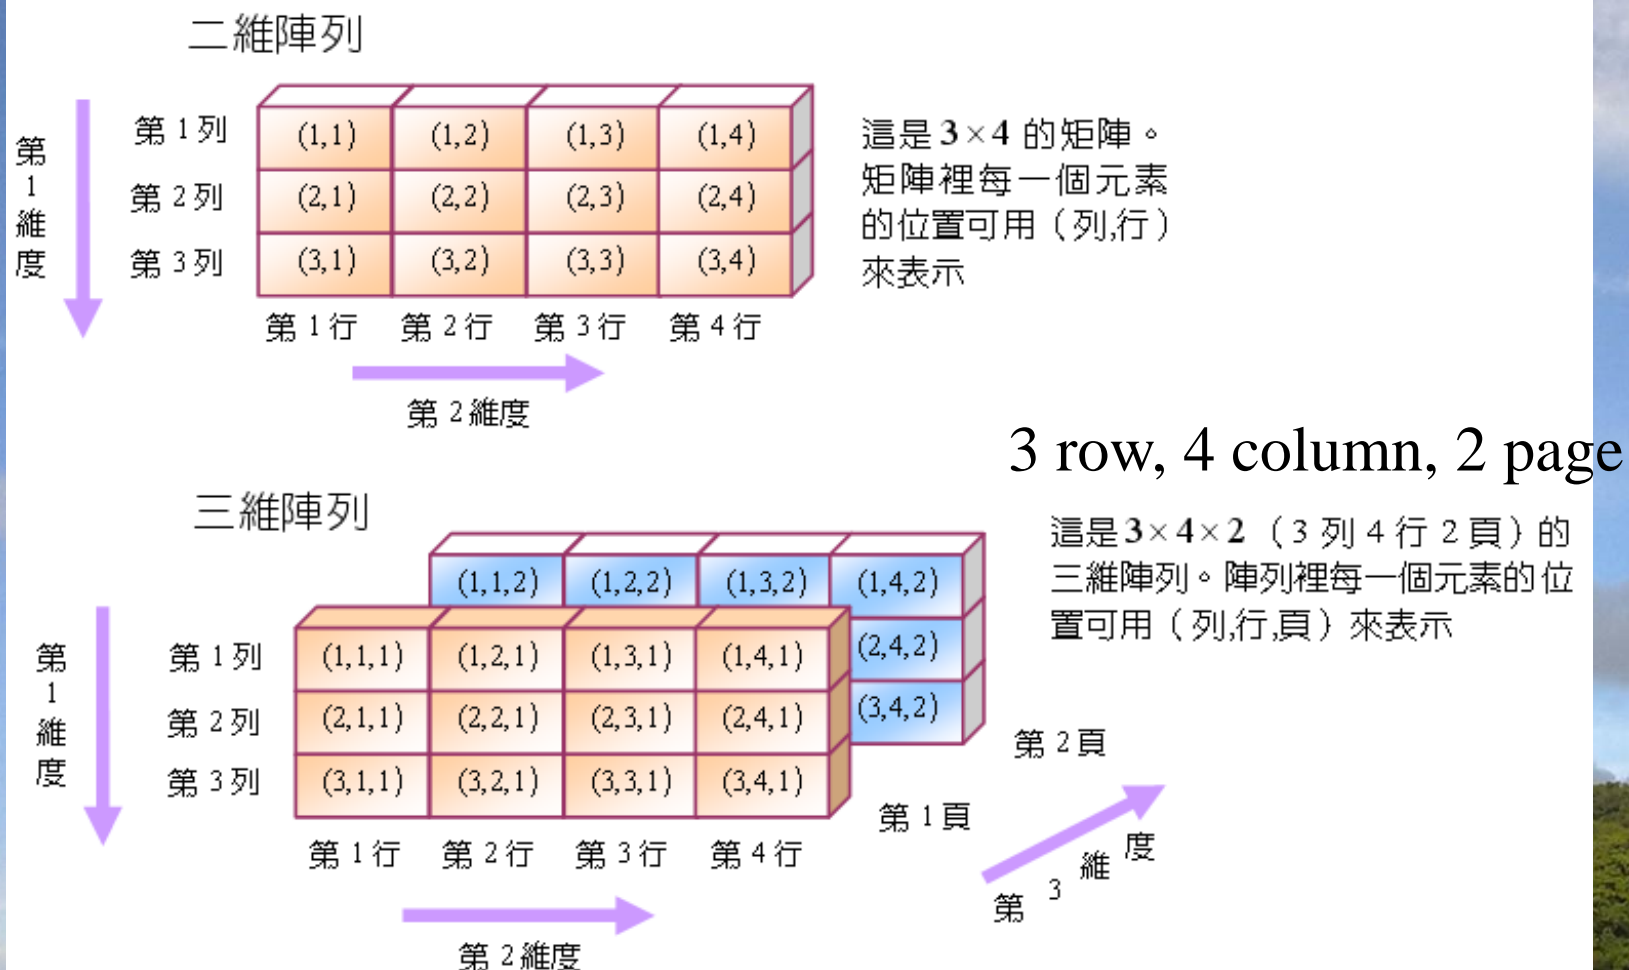 二維陣列
第1維度
第 1 列
(1,1) (1,2) (1,3) (1,4)
第 2 列
(2,1) (2,2) (2,3) (2,4)
第 3 列
(3,1) (3,2) (3,3) (3,4)
第 1 行 第 2 行 第 3 行 第 4 行
第 2 維度
這是 3×4 的矩陣。
矩陣裡每一個元素
的位置可用（列,行）
來表示
3 row, 4 column, 2 page
三維陣列
這是 3×4×2（3 列 4 行 2 頁）的
三維陣列。陣列裡每一個元素的位
置可用（列,行,頁）來表示
(1,1,2) (1,2,2) (1,3,2) (1,4,2)
(2,4,2)
(3,4,2)
第 2 頁
第1維度
第 1 列
(1,1,1) (1,2,1) (1,3,1) (1,4,1)
第 2 列
(2,1,1) (2,2,1) (2,3,1) (2,4,1)
第 3 列
(3,1,1) (3,2,1) (3,3,1) (3,4,1)
第 1 頁
第 1 行 第 2 行 第 3 行 第 4 行
第 2 維度
第 3 維度